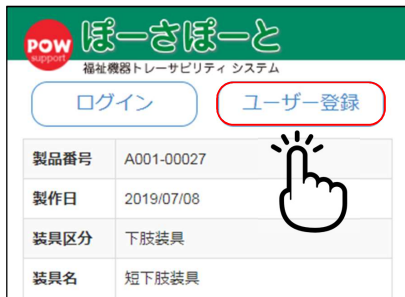 POW
support
ぽーさぽーと
福祉機器トレーサビリティ システム
ログイン ユーザー登録
製品番号 A001-00027
製作日 2019/07/08
装具区分 下肢装具
装具名 短下肢装具